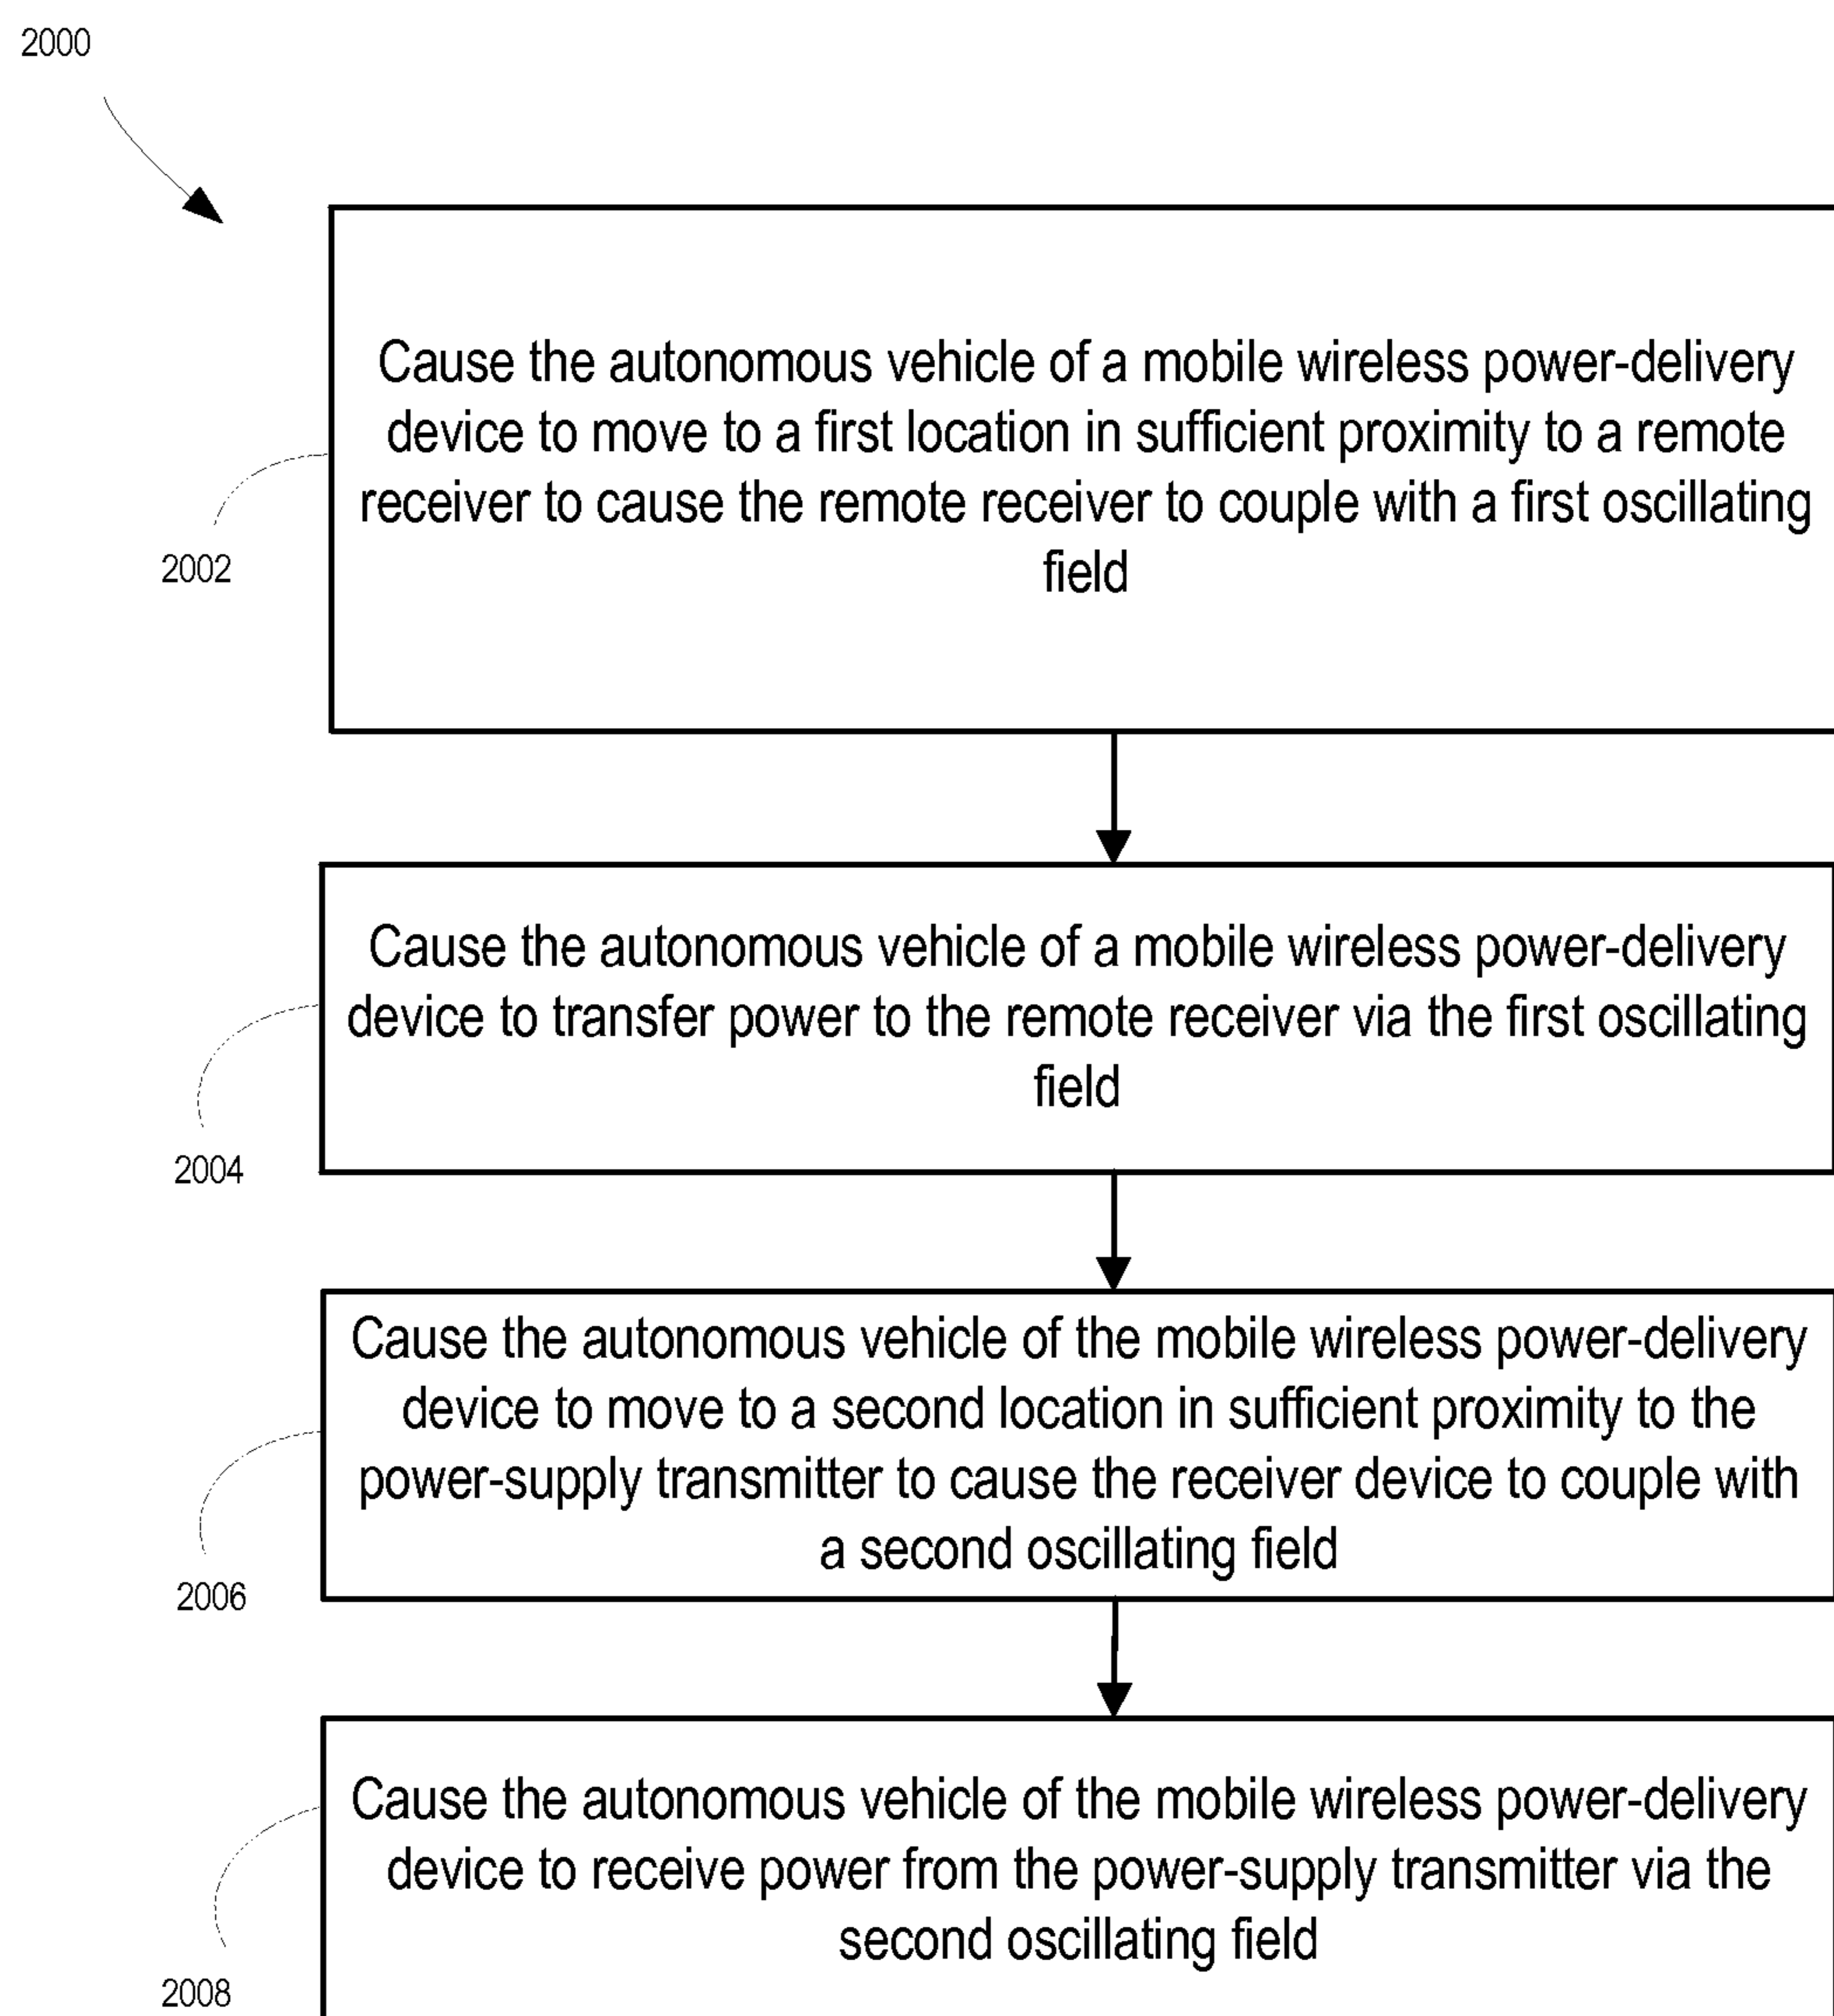 2000
Cause the autonomous vehicle of a mobile wireless power-delivery
device to move to a first location in sufficient proximity to a remote
receiver to cause the remote receiver to couple with a first oscillating
field
2002
Cause the autonomous vehicle of a mobile wireless power-delivery
device to transfer power to the remote receiver via the first oscillating
field
2004
Cause the autonomous vehicle of the mobile wireless power-delivery
device to move to a second location in sufficient proximity to the
power-supply transmitter to cause the receiver device to couple with
a second oscillating field
2006
Cause the autonomous vehicle of the mobile wireless power-delivery
device to receive power from the power-supply transmitter via the
second oscillating field
2008